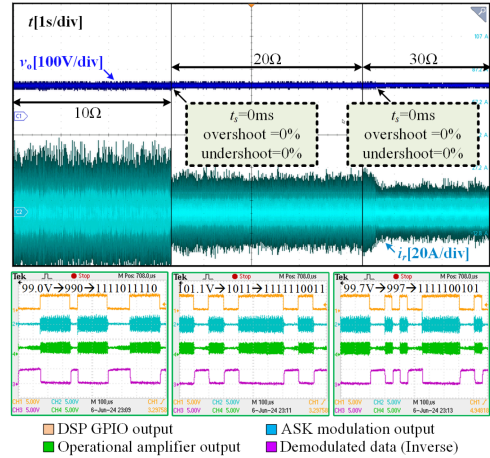 t[1s/div]
20Ω
30Ω
vo[100V/div]
10Ω
C1
ts=0ms
overshoot =0%
undershoot=0%
ts=0ms
overshoot =0%
undershoot=0%
C2
ir[20A/div]
Tek Stop M Pos: 708.0µs
99.0V→990→1111011110
CH1 5.00V CH2 5.00V M 100µs CH1
CH3 5.00V CH4 5.00V 6-Jun-24 23:09
Tek Stop M Pos: 708.0µs
101.1V→1011→1111110011
CH1 5.00V CH2 5.00V M 100µs CH1
CH3 5.00V CH4 5.00V 6-Jun-24 23:11
Tek Stop M Pos: 708.0µs
99.7V→997→1111100101
CH1 5.00V CH2 5.00V M 100µs CH1
CH3 5.00V CH4 5.00V 6-Jun-24 23:13
DSP GPIO output
ASK modulation output
Operational amplifier output
Demodulated data (Inverse)